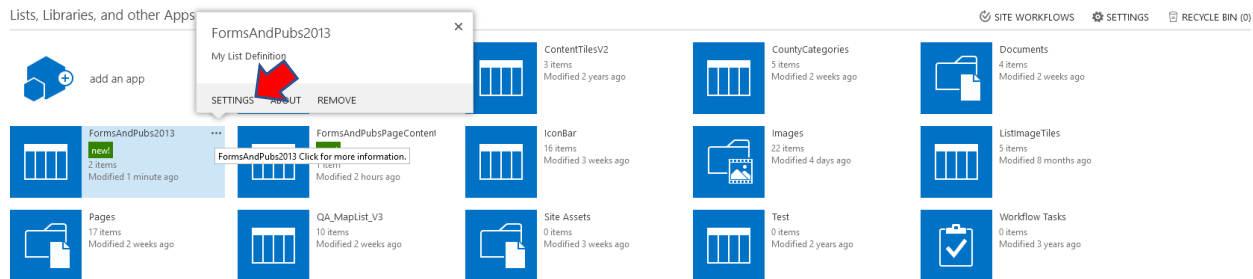 Lists, Libraries, and other Apps
SITE WORKFLOWS
SETTINGS
RECYCLE BIN (0)
FormsAndPubs2013
My List Definition
SETTINGS
ABOUT
REMOVE
add an app
ContentTilesV2
3 items
Modified 2 years ago
CountyCategories
5 items
Modified 2 weeks ago
Documents
4 items
Modified 2 weeks ago
FormsAndPubs2013
new!
2 items
Modified 1 minute ago
FormsAndPubs2013 Click for more information.
FormsAndPubsPageContent
1 item
Modified 2 hours ago
IconBar
16 items
Modified 3 weeks ago
Images
22 items
Modified 4 days ago
ListImageTiles
5 items
Modified 8 months ago
Pages
17 items
Modified 2 weeks ago
QA_MapList_V3
10 items
Modified 2 weeks ago
Site Assets
0 items
Modified 3 weeks ago
Test
0 items
Modified 2 years ago
Workflow Tasks
0 items
Modified 3 years ago